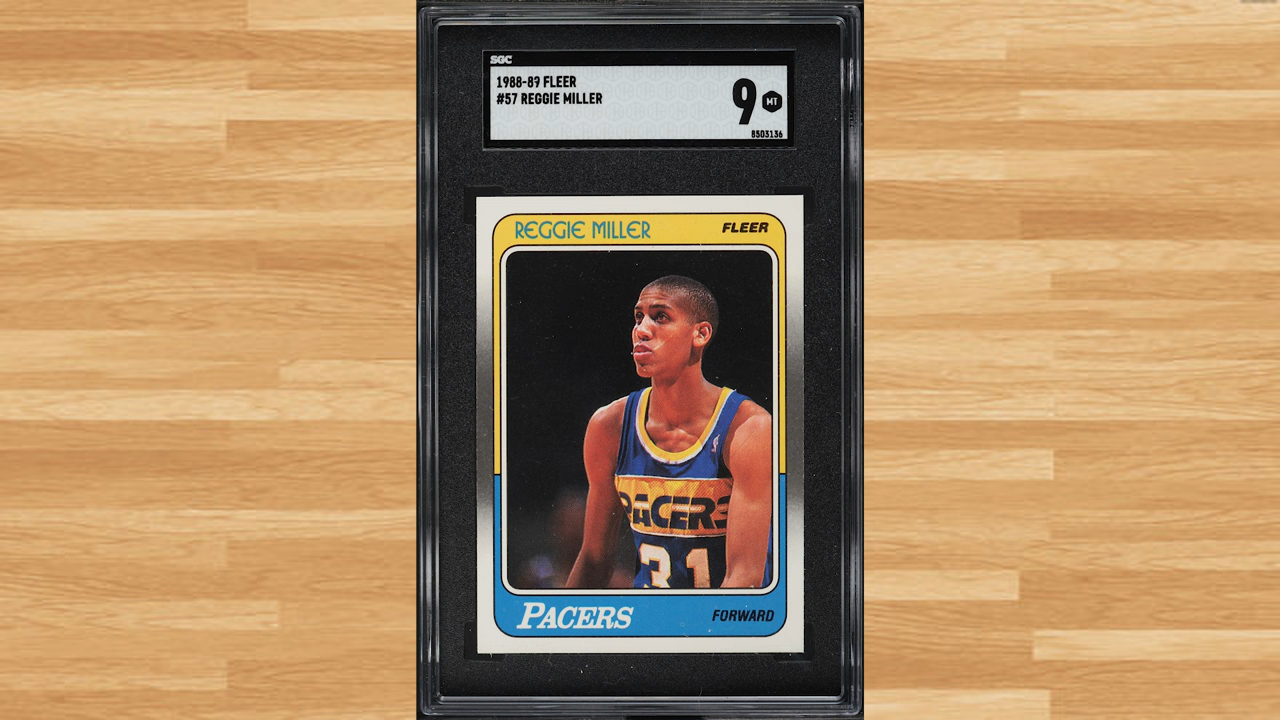 SGC
1988-89 FLEER
#57 REGGIE MILLER
9 MT
8503136
REGGIE MILLER
FLEER
PACERS
31
PACERS
FORWARD